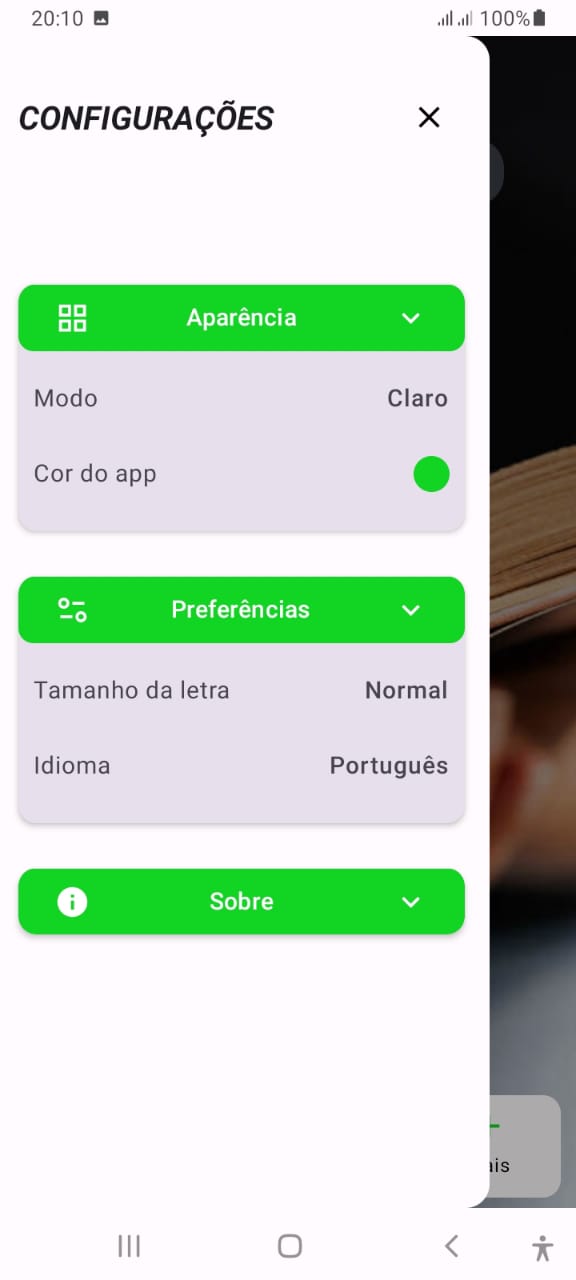 20:10 100%
CONFIGURAÇÕES
Aparência
Modo Claro
Cor do app
Preferências
Tamanho da letra Normal
Idioma Português
Sobre
ais